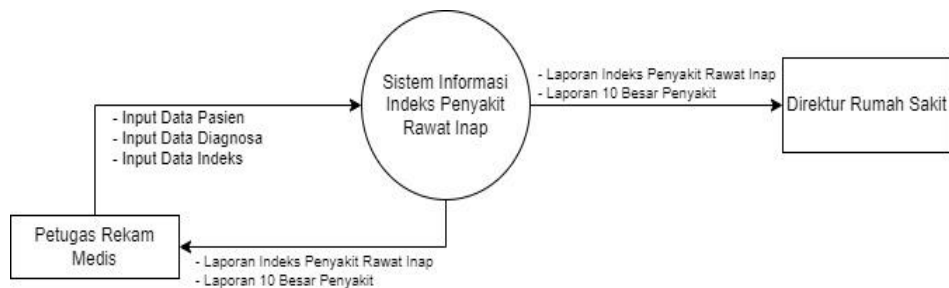 Sistem Informasi
Indeks Penyakit
Rawat Inap
- Laporan Indeks Penyakit Rawat Inap
- Laporan 10 Besar Penyakit
Direktur Rumah Sakit
- Input Data Pasien
- Input Data Diagnosa
- Input Data Indeks
Petugas Rekam
Medis
- Laporan Indeks Penyakit Rawat Inap
- Laporan 10 Besar Penyakit